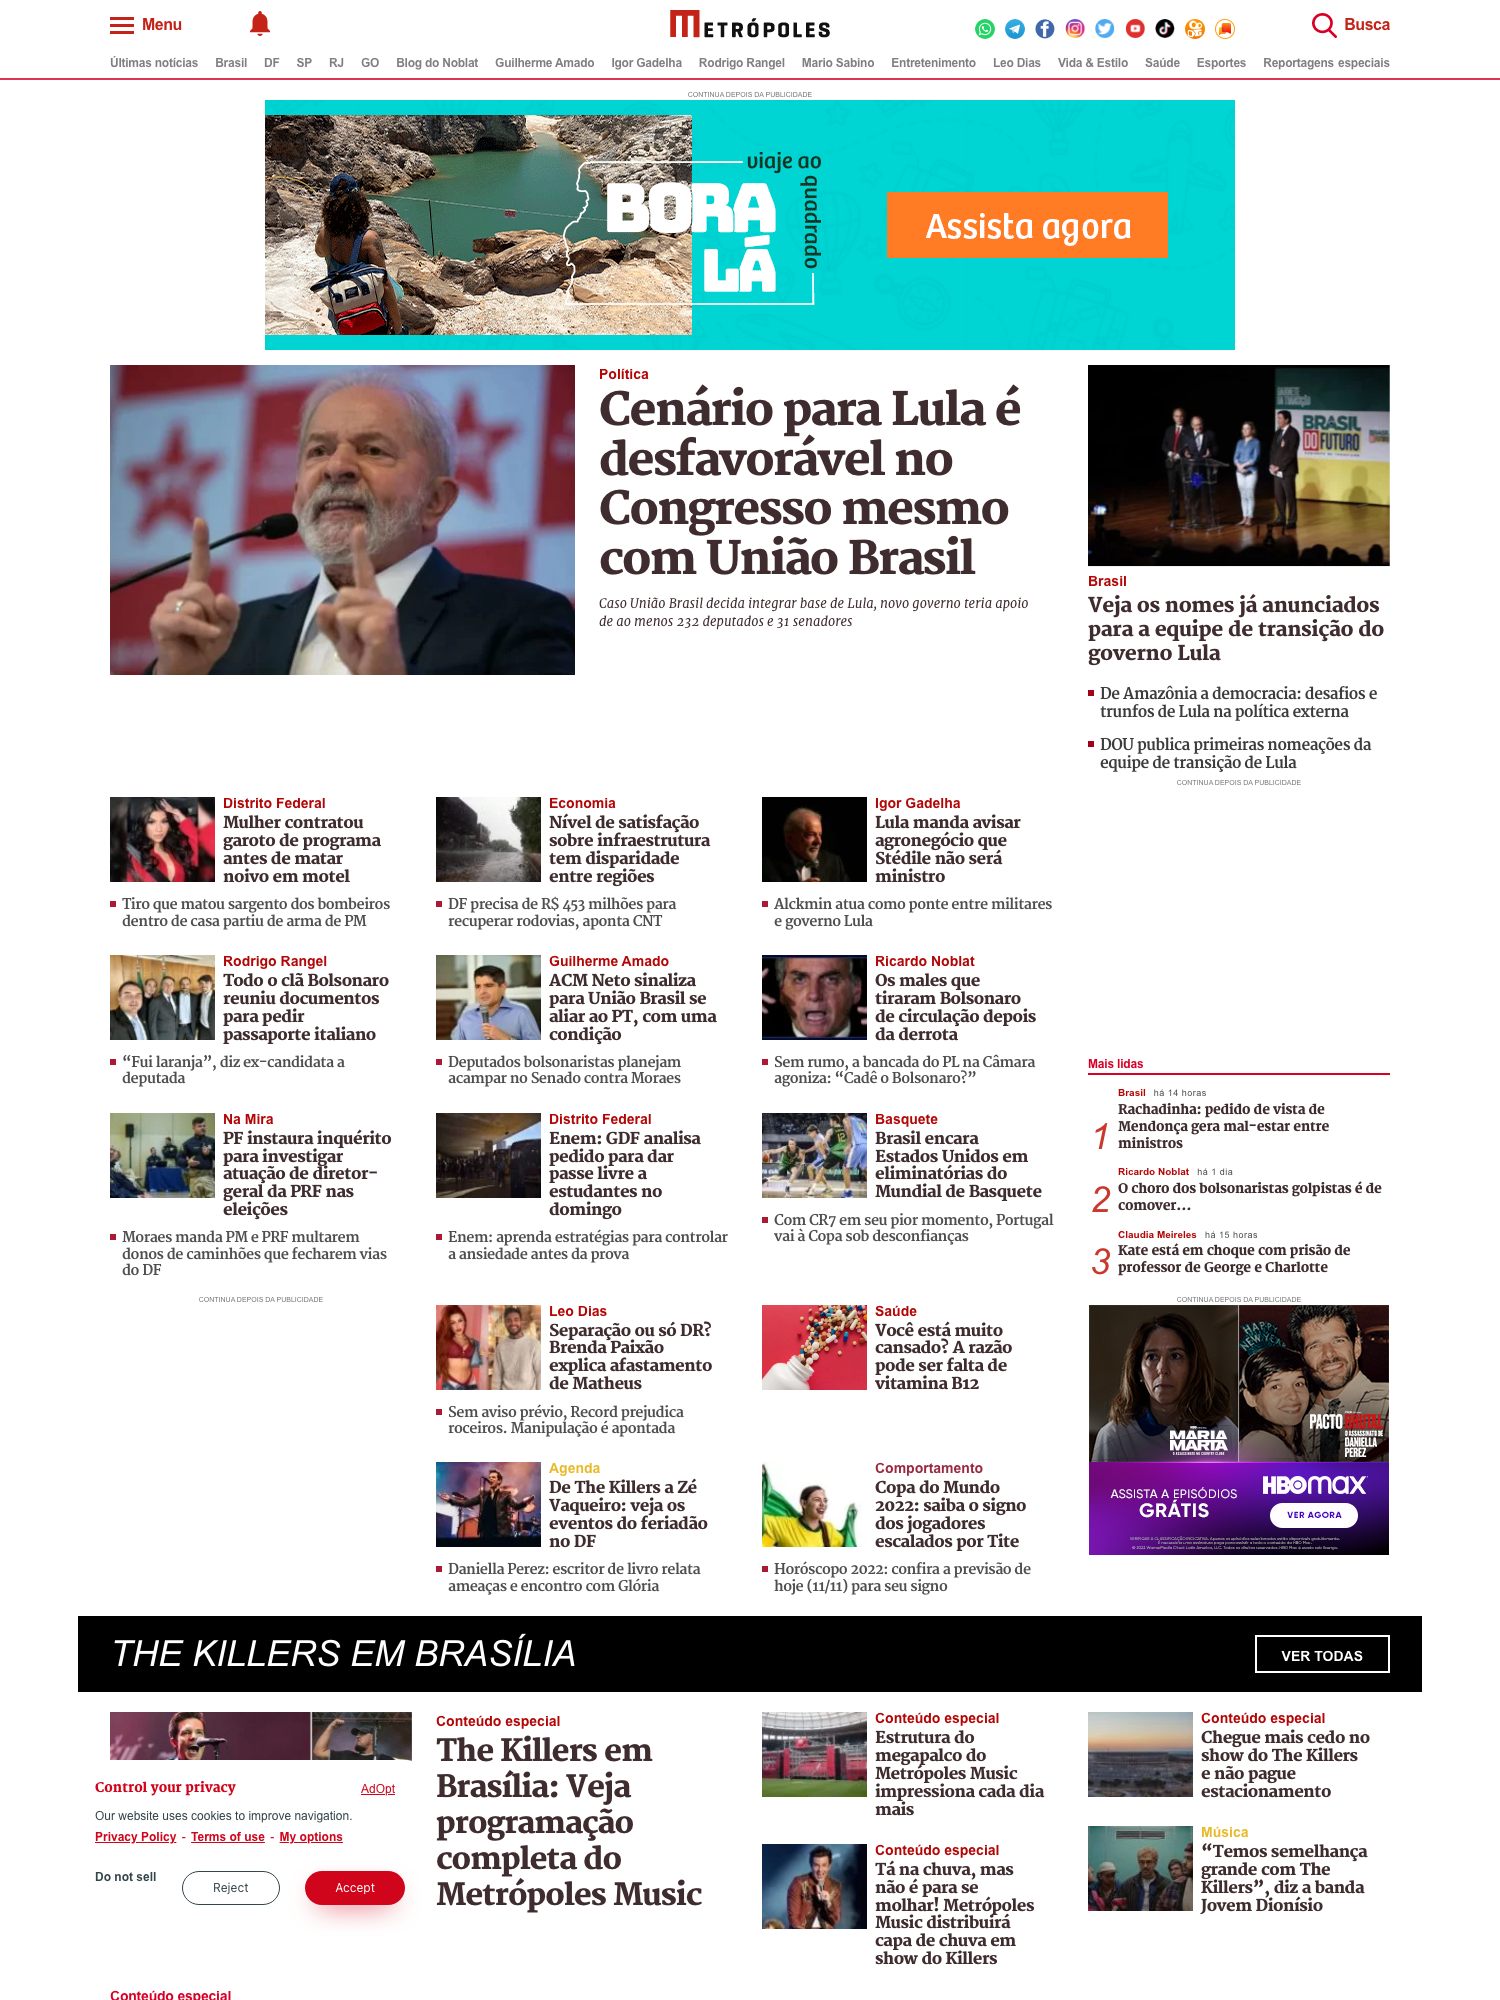 Menu
METRÓPOLES
Busca
Últimas notícias Brasil DF SP RJ GO Blog do Noblat Guilherme Amado Igor Gadelha Rodrigo Rangel Mario Sabino Entretenimento Leo Dias Vida & Estilo Saúde Esportes Reportagens especiais
CONTINUA DEPOIS DA PUBLICIDADE
viaje ao
quadrado
BORA
LÁ
Assista agora
Política
Cenário para Lula é
desfavorável no
Congresso mesmo
com União Brasil
Caso União Brasil decida integrar base de Lula, novo governo teria apoio
de ao menos 232 deputados e 31 senadores
BRASIL
DO FUTURO
Brasil
Veja os nomes já anunciados
para a equipe de transição do
governo Lula
De Amazônia a democracia: desafios e
trunfos de Lula na política externa
DOU publica primeiras nomeações da
equipe de transição de Lula
CONTINUA DEPOIS DA PUBLICIDADE
Distrito Federal
Mulher contratou
garoto de programa
antes de matar
noivo em motel
Tiro que matou sargento dos bombeiros
dentro de casa partiu de arma de PM
Economia
Nível de satisfação
sobre infraestrutura
tem disparidade
entre regiões
DF precisa de R$ 453 milhões para
recuperar rodovias, aponta CNT
Igor Gadelha
Lula manda avisar
agronegócio que
Stédile não será
ministro
Alckmin atua como ponte entre militares
e governo Lula
Rodrigo Rangel
Todo o clã Bolsonaro
reuniu documentos
para pedir
passaporte italiano
“Fui laranja”, diz ex-candidata a
deputada
Guilherme Amado
ACM Neto sinaliza
para União Brasil se
aliar ao PT, com uma
condição
Deputados bolsonaristas planejam
acampar no Senado contra Moraes
Ricardo Noblat
Os males que
tiraram Bolsonaro
de circulação depois
da derrota
Sem rumo, a bancada do PL na Câmara
agoniza: “Cadê o Bolsonaro?”
Na Mira
PF instaura inquérito
para investigar
atuação de diretor-
geral da PRF nas
eleições
Moraes manda PM e PRF multarem
donos de caminhões que fecharem vias
do DF
Distrito Federal
Enem: GDF analisa
pedido para dar
passe livre a
estudantes no
domingo
Enem: aprenda estratégias para controlar
a ansiedade antes da prova
Basquete
Brasil encara
Estados Unidos em
eliminatórias do
Mundial de Basquete
Com CR7 em seu pior momento, Portugal
vai à Copa sob desconfianças
Mais lidas
Brasil há 14 horas
1 Rachadinha: pedido de vista de
Mendonça gera mal-estar entre
ministros
Ricardo Noblat há 1 dia
2 O choro dos bolsonaristas golpistas é de
comover…
Claudia Meireles há 15 horas
3 Kate está em choque com prisão de
professor de George e Charlotte
CONTINUA DEPOIS DA PUBLICIDADE
Leo Dias
Separação ou só DR?
Brenda Paixão
explica afastamento
de Matheus
Sem aviso prévio, Record prejudica
roceiros. Manipulação é apontada
Saúde
Você está muito
cansado? A razão
pode ser falta de
vitamina B12
CONTINUA DEPOIS DA PUBLICIDADE
HAPPY
NEW YEAR
MÁRIA
MARTA
PACTO BRUTAL
O ASSASSINATO DE
DANIELLA
PEREZ
ASSISTA A EPISÓDIOS
GRÁTIS
HBOMAX
VER AGORA
Agenda
De The Killers a Zé
Vaqueiro: veja os
eventos do feriadão
no DF
Daniella Perez: escritor de livro relata
ameaças e encontro com Glória
Comportamento
Copa do Mundo
2022: saiba o signo
dos jogadores
escalados por Tite
Horóscopo 2022: confira a previsão de
hoje (11/11) para seu signo
THE KILLERS EM BRASÍLIA
VER TODAS
Conteúdo especial
The Killers em
Brasília: Veja
programação
completa do
Metrópoles Music
Conteúdo especial
Estrutura do
megapalco do
Metrópoles Music
impressiona cada dia
mais
Conteúdo especial
Chegue mais cedo no
show do The Killers
e não pague
estacionamento
Conteúdo especial
Tá na chuva, mas
não é para se
molhar! Metrópoles
Music distribuirá
capa de chuva em
show do Killers
Música
“Temos semelhança
grande com The
Killers”, diz a banda
Jovem Dionísio
Control your privacy
AdOpt
Our website uses cookies to improve navigation.
Privacy Policy - Terms of use - My options
Do not sell
Reject
Accept
Conteúdo especial